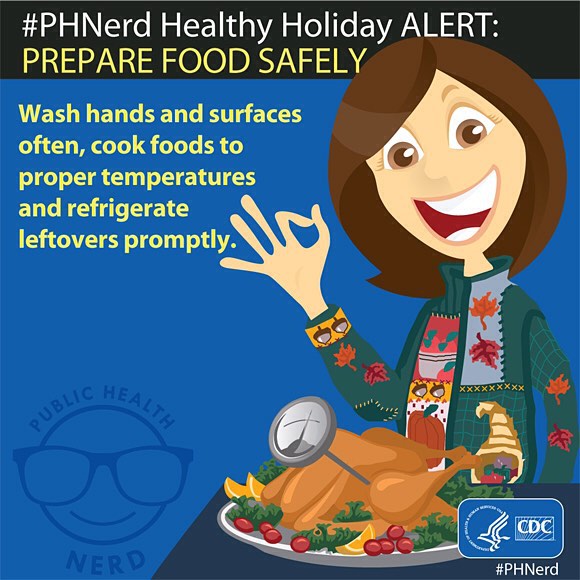 #PHNerd Healthy Holiday ALERT:
PREPARE FOOD SAFELY
Wash hands and surfaces
often, cook foods to
proper temperatures
and refrigerate
leftovers promptly.
PUBLIC HEALTH
NERD
CDC
#PHNerd